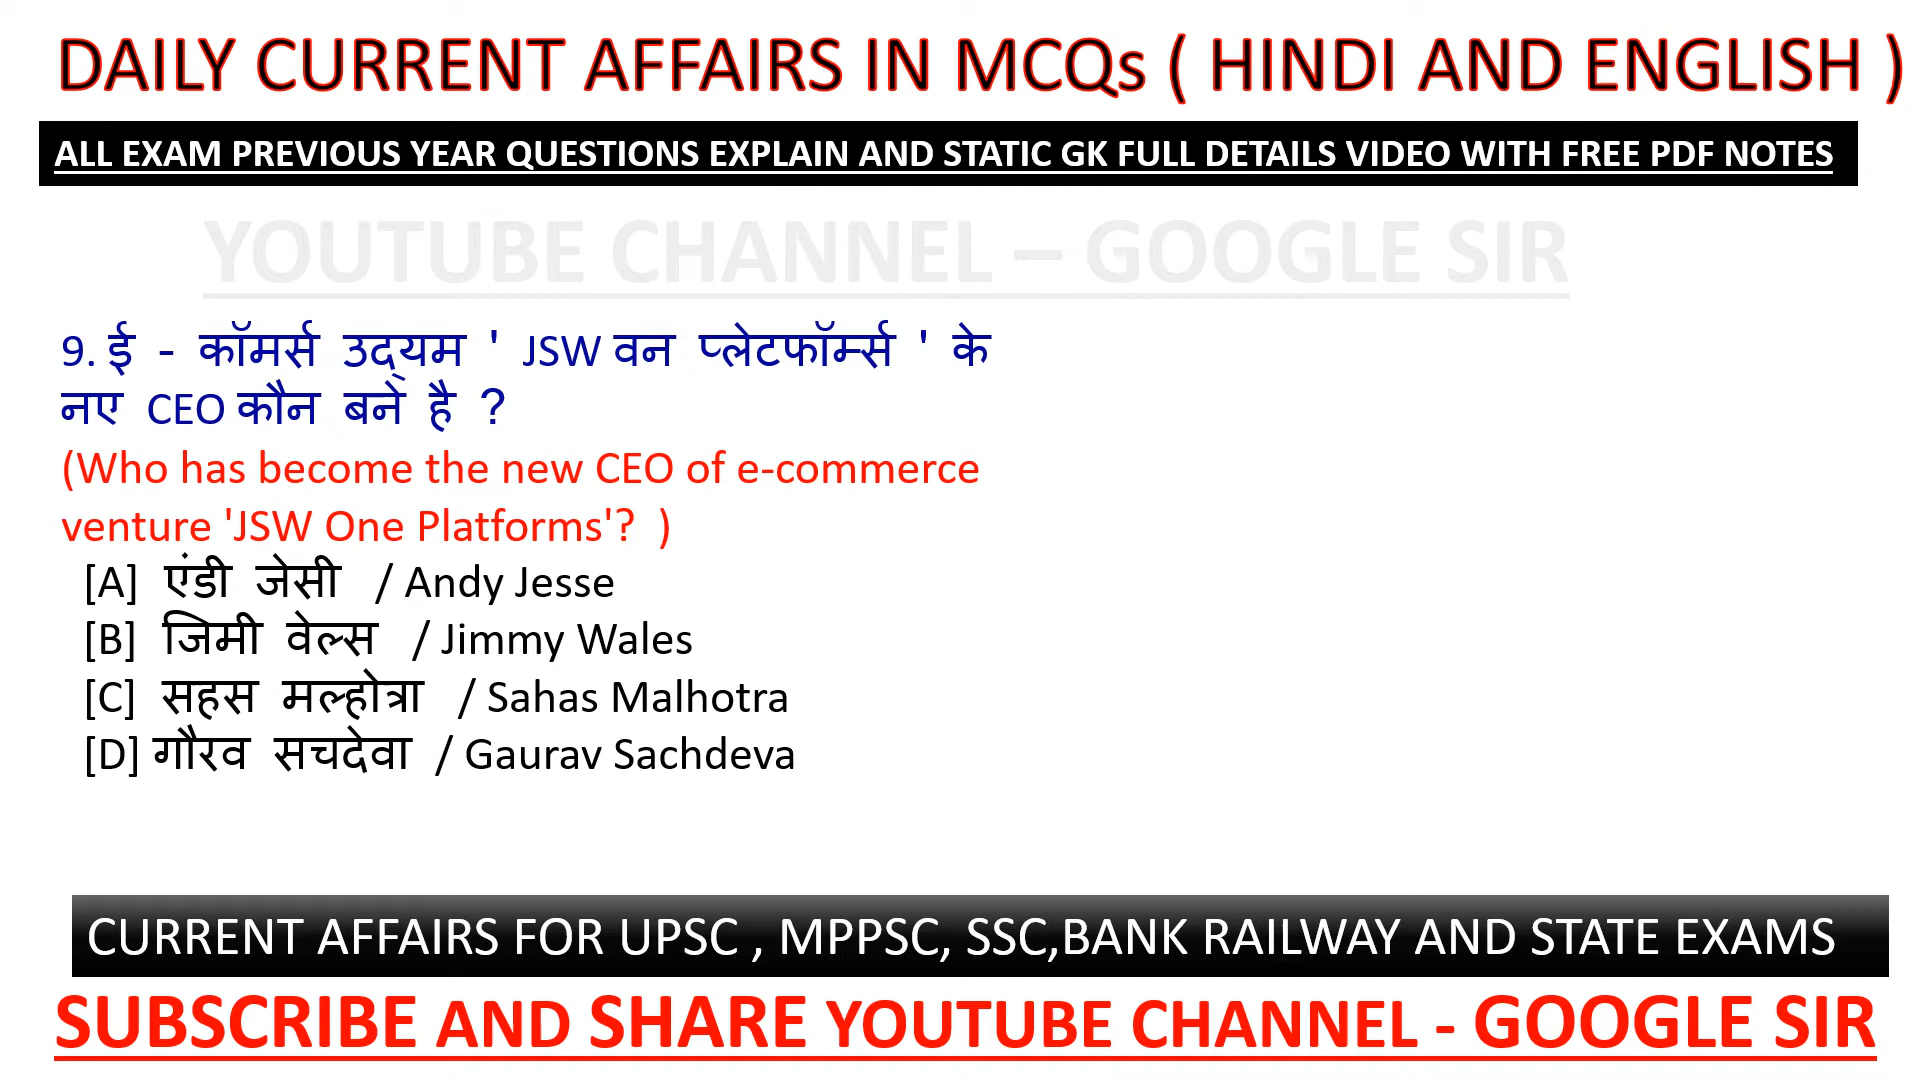 DAILY CURRENT AFFAIRS IN MCQs ( HINDI AND ENGLISH )
ALL EXAM PREVIOUS YEAR QUESTIONS EXPLAIN AND STATIC GK FULL DETAILS VIDEO WITH FREE PDF NOTES
YOUTUBE CHANNEL – GOOGLE SIR
9. ई - कॉमर्स उद्यम ' JSW वन प्लेटफॉर्म्स ' के
नए CEO कौन बने है ?
(Who has become the new CEO of e-commerce
venture 'JSW One Platforms'? )
[A] एंडी जेसी / Andy Jesse
[B] जिमी वेल्स / Jimmy Wales
[C] सहस मल्होत्रा / Sahas Malhotra
[D] गौरव सचदेवा / Gaurav Sachdeva
CURRENT AFFAIRS FOR UPSC , MPPSC, SSC,BANK RAILWAY AND STATE EXAMS
SUBSCRIBE AND SHARE YOUTUBE CHANNEL - GOOGLE SIR